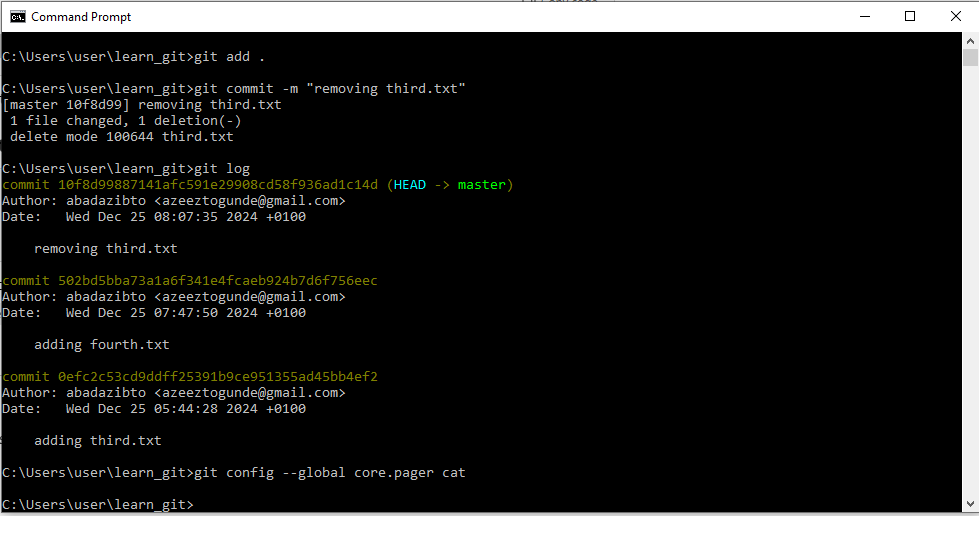 Command Prompt
C:\Users\user\learn_git>git add .
C:\Users\user\learn_git>git commit -m "removing third.txt"
[master 10f8d99] removing third.txt
 1 file changed, 1 deletion(-)
 delete mode 100644 third.txt
C:\Users\user\learn_git>git log
commit 10f8d99887141afc591e29908cd58f936ad1c14d (HEAD -> master)
Author: abadazibto <azeeztogunde@gmail.com>
Date:   Wed Dec 25 08:07:35 2024 +0100
    removing third.txt
commit 502bd5bba73a1a6f341e4fcaeb924b7d6f756eec
Author: abadazibto <azeeztogunde@gmail.com>
Date:   Wed Dec 25 07:47:50 2024 +0100
    adding fourth.txt
commit 0efc2c53cd9ddff25391b9ce951355ad45bb4ef2
Author: abadazibto <azeeztogunde@gmail.com>
Date:   Wed Dec 25 05:44:28 2024 +0100
    adding third.txt
C:\Users\user\learn_git>git config --global core.pager cat
C:\Users\user\learn_git>